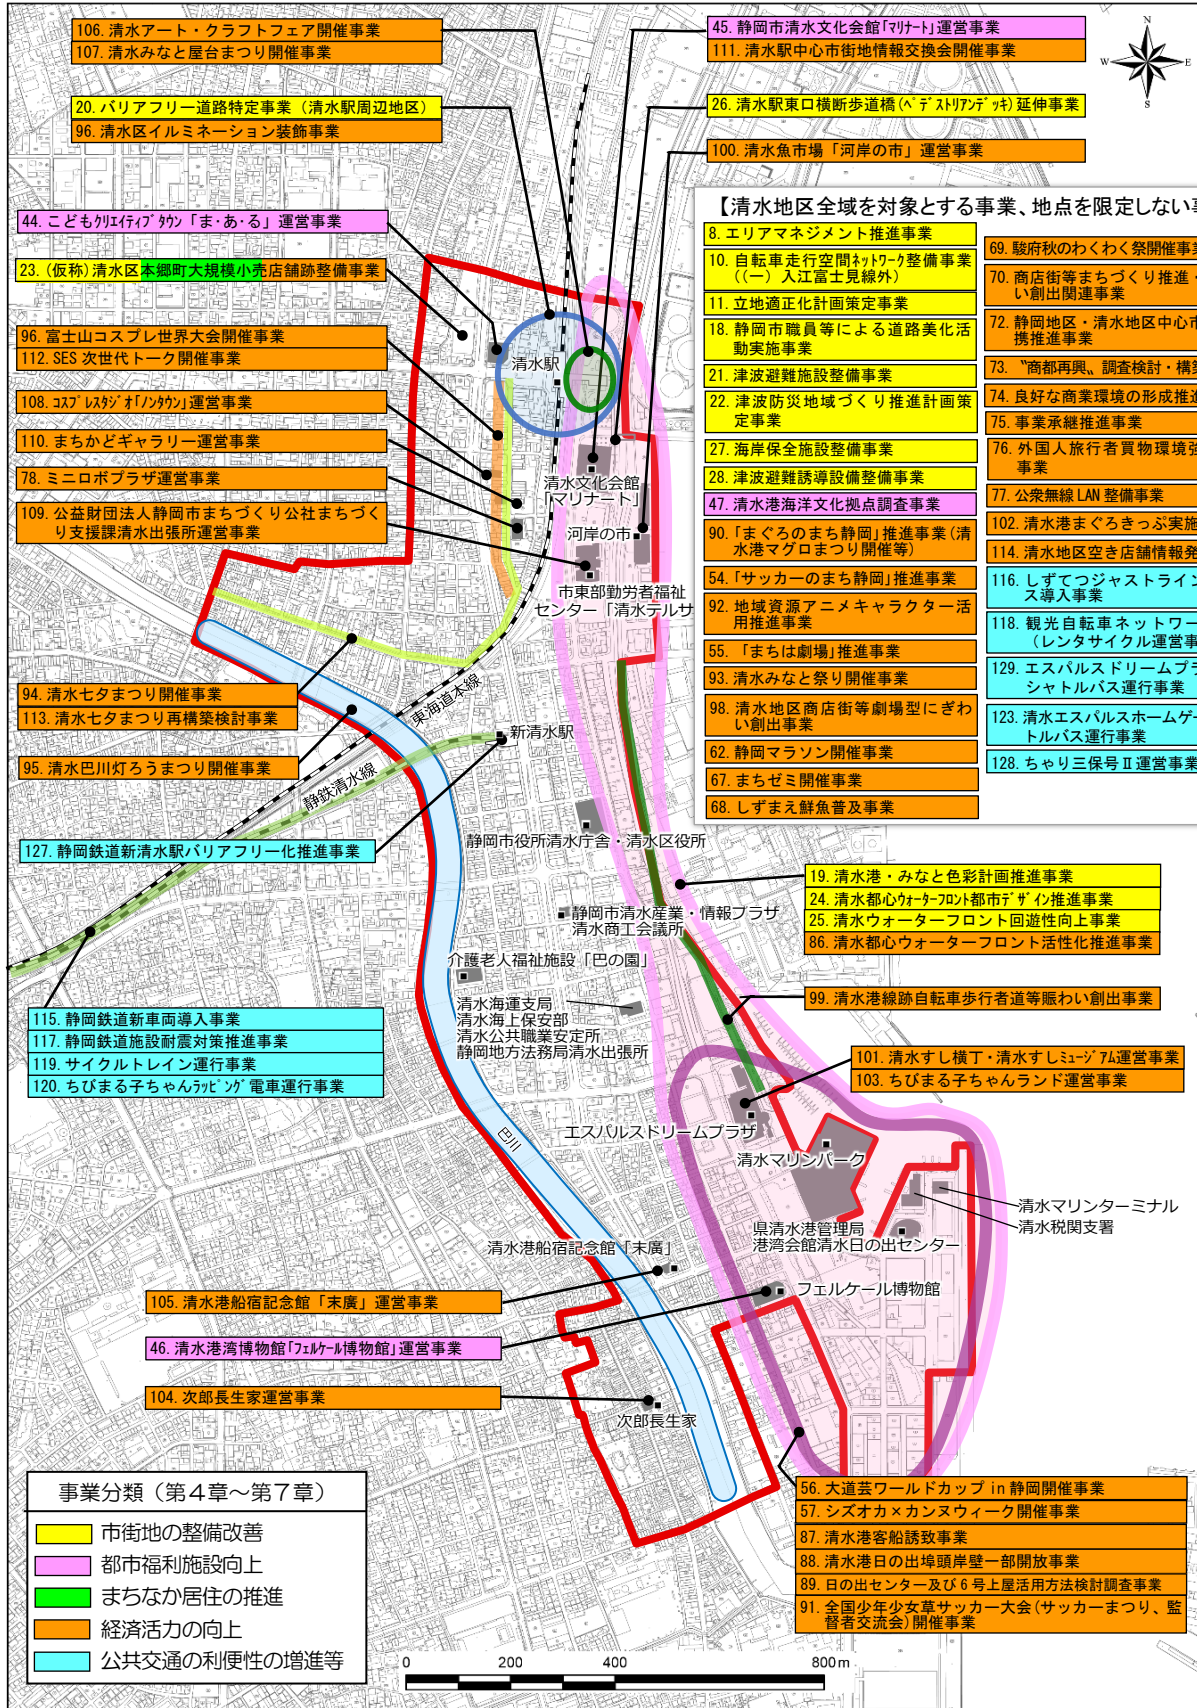 106. 清水アート・クラフトフェア開催事業
107. 清水みなと屋台まつり開催事業
45. 静岡市清水文化会館「マリナート」運営事業
111. 清水駅中心市街地情報交換会開催事業
N
W
E
S
20. バリアフリー道路特定事業（清水駅周辺地区）
96. 清水区イルミネーション装飾事業
26. 清水駅東口横断歩道橋(ペデストリアンデッキ)延伸事業
100. 清水魚市場「河岸の市」運営事業
44. こどもクリエイティブタウン「ま・あ・る」運営事業
23. (仮称)清水区本郷町大規模小売店舗跡整備事業
96. 富士山コスプレ世界大会開催事業
112. SES 次世代トーク開催事業
108. コスプレスタジオ「ノンタウン」運営事業
110. まちかどギャラリー運営事業
78. ミニロボプラザ運営事業
109. 公益財団法人静岡市まちづくり公社まちづく
り支援課清水出張所運営事業
【清水地区全域を対象とする事業、地点を限定しない事
8. エリアマネジメント推進事業
10. 自転車走行空間ネットワーク整備事業
((一) 入江富士見線外)
11. 立地適正化計画策定事業
18. 静岡市職員等による道路美化活
動実施事業
21. 津波避難施設整備事業
22. 津波防災地域づくり推進計画策
定事業
27. 海岸保全施設整備事業
28. 津波避難誘導設備整備事業
47. 清水港海洋文化拠点調査事業
90. 「まぐろのまち静岡」推進事業(清
水港マグロまつり開催等)
54. 「サッカーのまち静岡」推進事業
92. 地域資源アニメキャラクター活
用推進事業
55. 「まちは劇場」推進事業
93. 清水みなと祭り開催事業
98. 清水地区商店街等劇場型にぎわ
い創出事業
62. 静岡マラソン開催事業
67. まちゼミ開催事業
68. しずまえ鮮魚普及事業
69. 駿府秋のわくわく祭開催事業
70. 商店街等まちづくり推進・
い創出関連事業
72. 静岡地区・清水地区中心市
携推進事業
73. 〝商都再興〟調査検討・構築
74. 良好な商業環境の形成推進
75. 事業承継推進事業
76. 外国人旅行者買物環境強
事業
77. 公衆無線 LAN 整備事業
102. 清水港まぐろきっぷ実施
114. 清水地区空き店舗情報発
116. しずてつジャストライン
ス導入事業
118. 観光自転車ネットワー
（レンタサイクル運営事
129. エスパルスドリームプラ
シャトルバス運行事業
123. 清水エスパルスホームゲー
トルバス運行事業
128. ちゃり三保号Ⅱ運営事業
清水駅
清水文化会館
「マリナート」
河岸の市
市東部勤労者福祉
センター「清水テルサ
94. 清水七夕まつり開催事業
113. 清水七夕まつり再構築検討事業
95. 清水巴川灯ろうまつり開催事業
東海道本線
新清水駅
静鉄清水線
127. 静岡鉄道新清水駅バリアフリー化推進事業
静岡市役所清水庁舎・清水区役所
19. 清水港・みなと色彩計画推進事業
24. 清水都心ウォーターフロント都市デザイン推進事業
25. 清水ウォーターフロント回遊性向上事業
86. 清水都心ウォーターフロント活性化推進事業
静岡市清水産業・情報プラザ
清水商工会議所
介護老人福祉施設「巴の園」
清水海運支局
清水海上保安部
清水公共職業安定所
静岡地方法務局清水出張所
99. 清水港線跡自転車歩行者道等賑わい創出事業
115. 静岡鉄道新車両導入事業
117. 静岡鉄道施設耐震対策推進事業
119. サイクルトレイン運行事業
120. ちびまる子ちゃんラッピング電車運行事業
101. 清水すし横丁・清水すしミュージアム運営事業
103. ちびまる子ちゃんランド運営事業
巴川
エスパルスドリームプラザ
清水マリンパーク
清水マリンターミナル
清水税関支署
県清水港管理局
港湾会館清水日の出センター
清水港船宿記念館「末廣」
フェルケール博物館
105. 清水港船宿記念館「末廣」運営事業
46. 清水港湾博物館「フェルケール博物館」運営事業
104. 次郎長生家運営事業
次郎長生家
56. 大道芸ワールドカップ in 静岡開催事業
57. シズオカ×カンヌウィーク開催事業
87. 清水港客船誘致事業
88. 清水港日の出埠頭岸壁一部開放事業
89. 日の出センター及び6号上屋活用方法検討調査事業
91. 全国少年少女草サッカー大会(サッカーまつり、監
督者交流会)開催事業
事業分類（第４章～第７章）
市街地の整備改善
都市福利施設向上
まちなか居住の推進
経済活力の向上
公共交通の利便性の増進等
0
200
400
800m